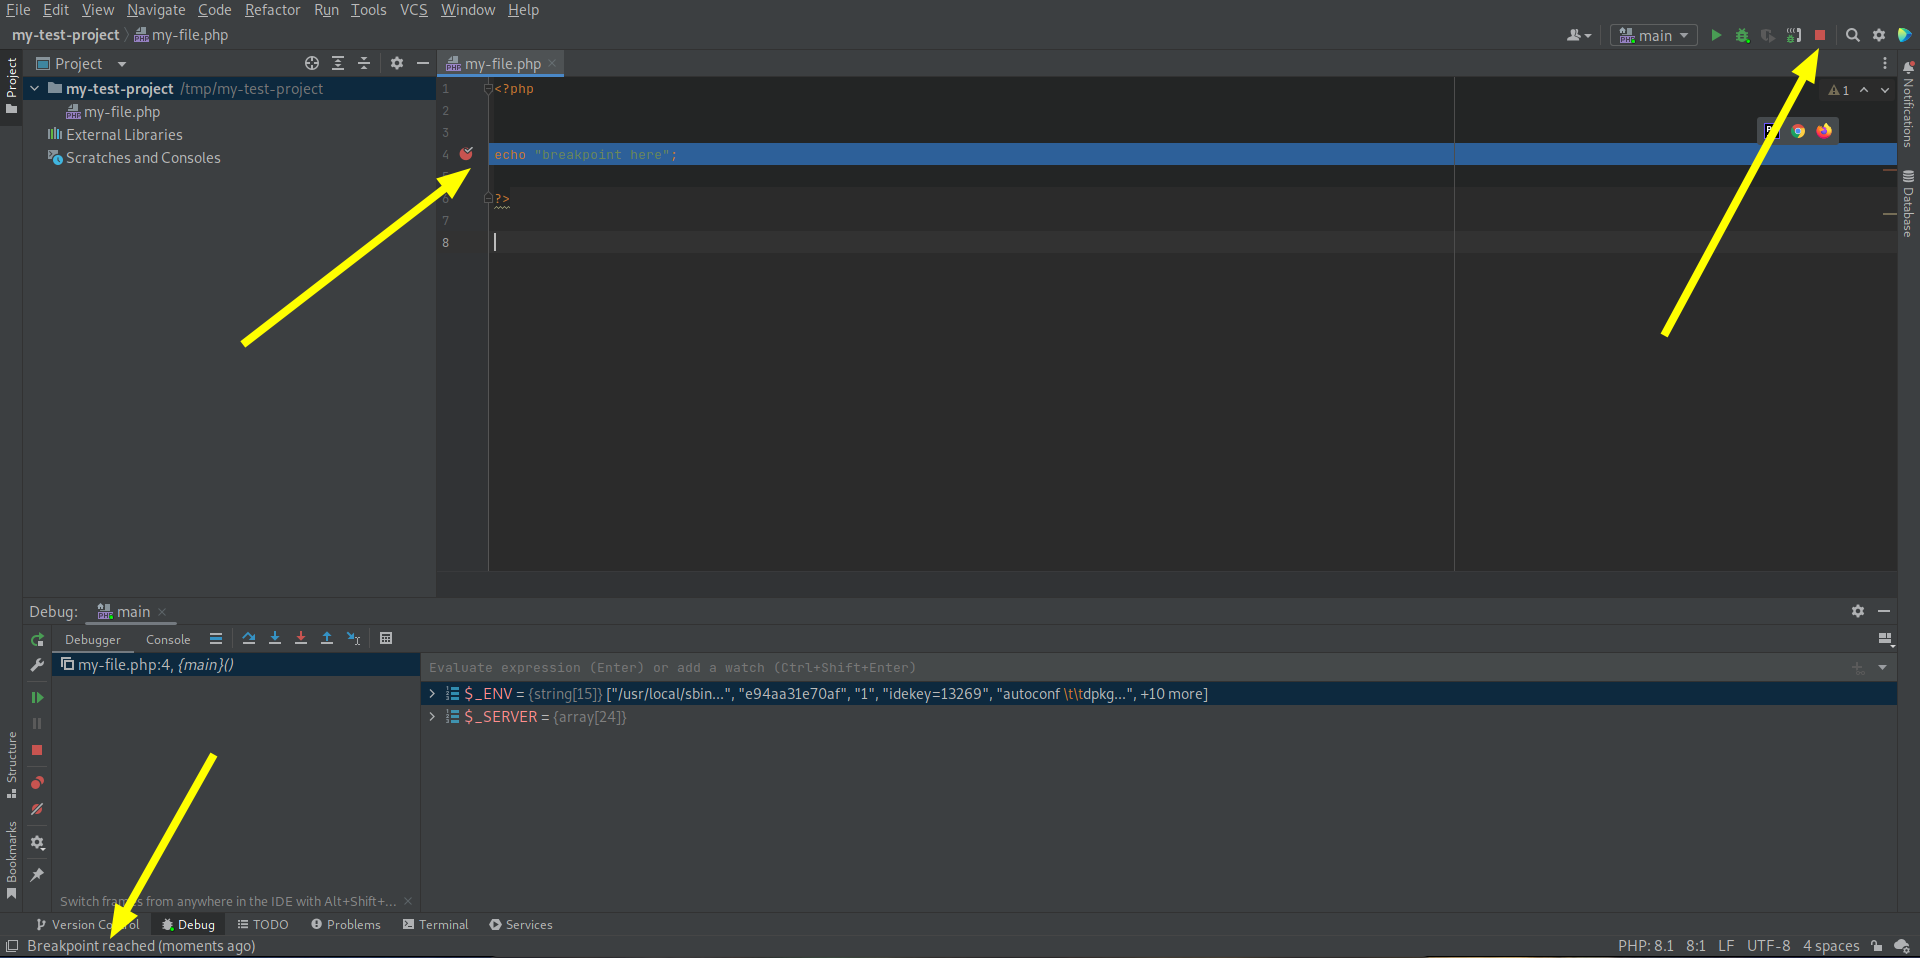 File Edit View Navigate Code Refactor Run Tools VCS Window Help
my-test-project my-file.php
main
Project
my-file.php
Project
my-test-project /tmp/my-test-project
my-file.php
External Libraries
Scratches and Consoles
1 <?php
2
3
4 echo "breakpoint here";
6 ?>
7
8
1
Notifications
Database
Debug: main
Debugger Console
my-file.php:4, {main}()
Evaluate expression (Enter) or add a watch (Ctrl+Shift+Enter)
$_ENV = {string[15]} ["/usr/local/sbin...", "e94aa31e70af", "1", "idekey=13269", "autoconf \t\tdpkg...", +10 more]
$_SERVER = {array[24]}
Structure
Bookmarks
Switch frames from anywhere in the IDE with Alt+Shift+...
Version Control Debug TODO Problems Terminal Services
Breakpoint reached (moments ago)
PHP: 8.1 8:1 LF UTF-8 4 spaces